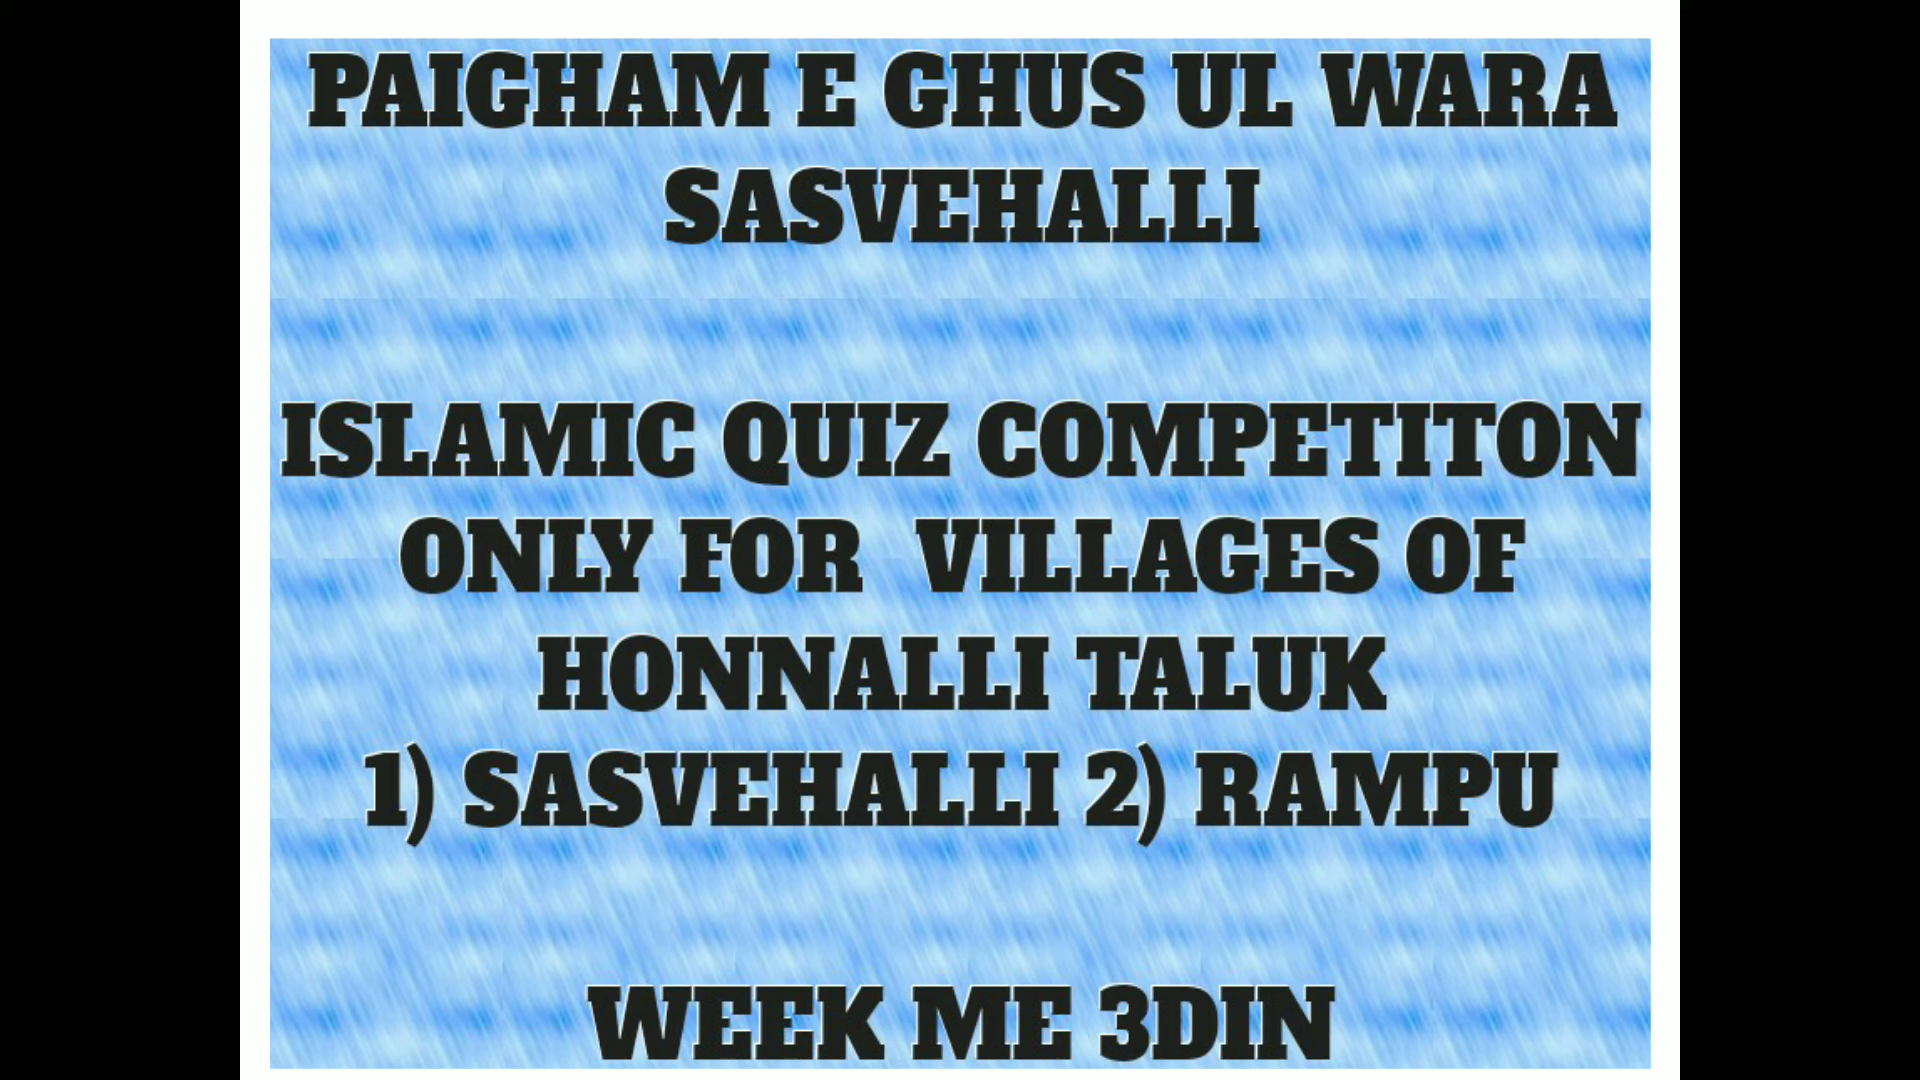 PAIGHAM E GHUS UL WARA
SASVEHALLI
ISLAMIC QUIZ COMPETITON
ONLY FOR VILLAGES OF
HONNALLI TALUK
1) SASVEHALLI 2) RAMPU
WEEK ME 3DIN